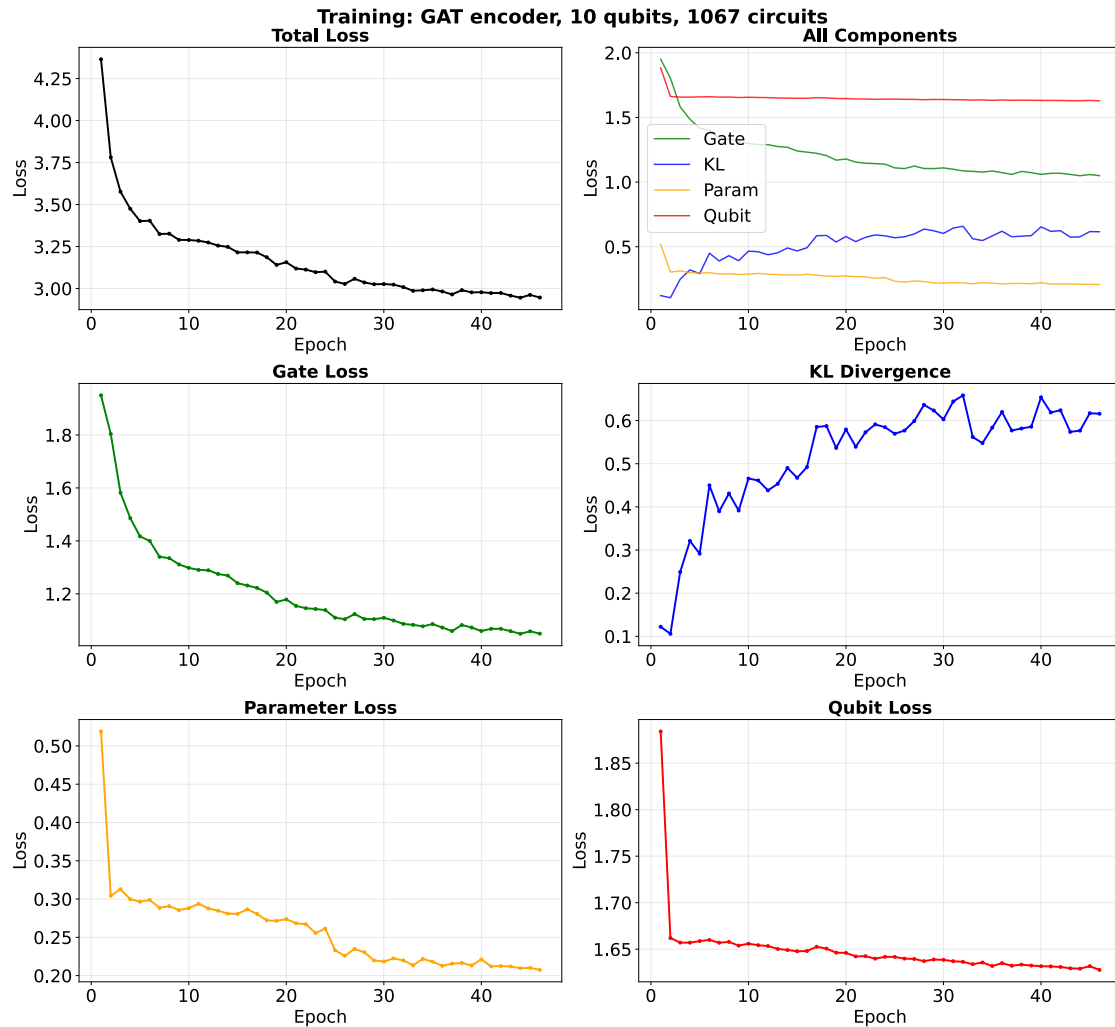 Training: GAT encoder, 10 qubits, 1067 circuits
Total Loss
4.25
4.00
3.75
3.50
3.25
3.00
Loss
0 10 20 30 40
Epoch
All Components
2.0
1.5
1.0
0.5
Loss
Gate
KL
Param
Qubit
0 10 20 30 40
Epoch
Gate Loss
1.8
1.6
1.4
1.2
Loss
0 10 20 30 40
Epoch
KL Divergence
0.6
0.5
0.4
0.3
0.2
0.1
Loss
0 10 20 30 40
Epoch
Parameter Loss
0.50
0.45
0.40
0.35
0.30
0.25
0.20
Loss
0 10 20 30 40
Epoch
Qubit Loss
1.85
1.80
1.75
1.70
1.65
Loss
0 10 20 30 40
Epoch